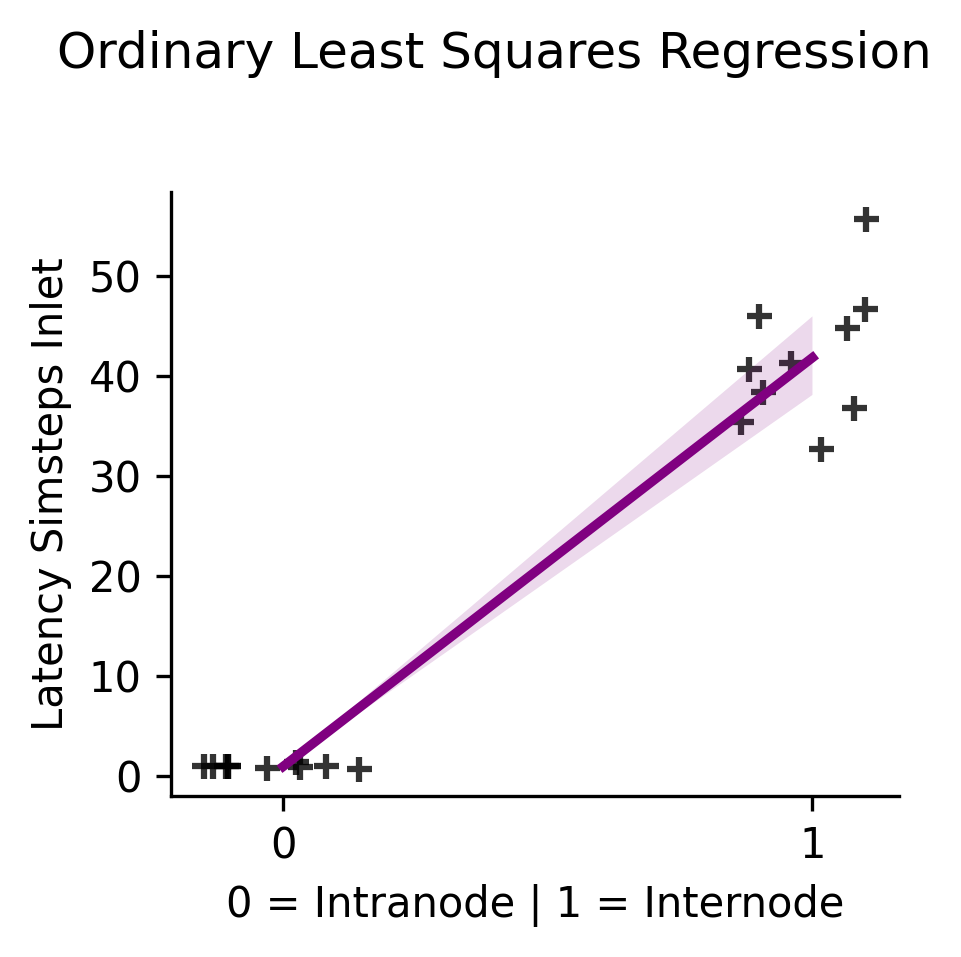 Ordinary Least Squares Regression
Latency Simsteps Inlet
50
40
30
20
10
0
0 1
0 = Intranode | 1 = Internode